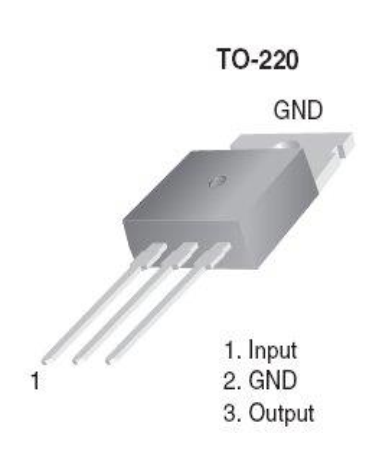 TO-220
GND
1
1. Input
2. GND
3. Output